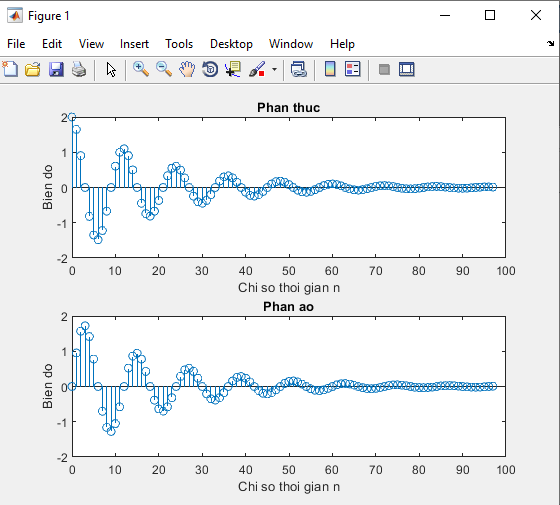 Figure 1
File Edit View Insert Tools Desktop Window Help
Phan thuc
2
1
0
-1
-2
Bien do
0 10 20 30 40 50 60 70 80 90 100
Chi so thoi gian n
Phan ao
2
1
0
-1
-2
Bien do
0 10 20 30 40 50 60 70 80 90 100
Chi so thoi gian n